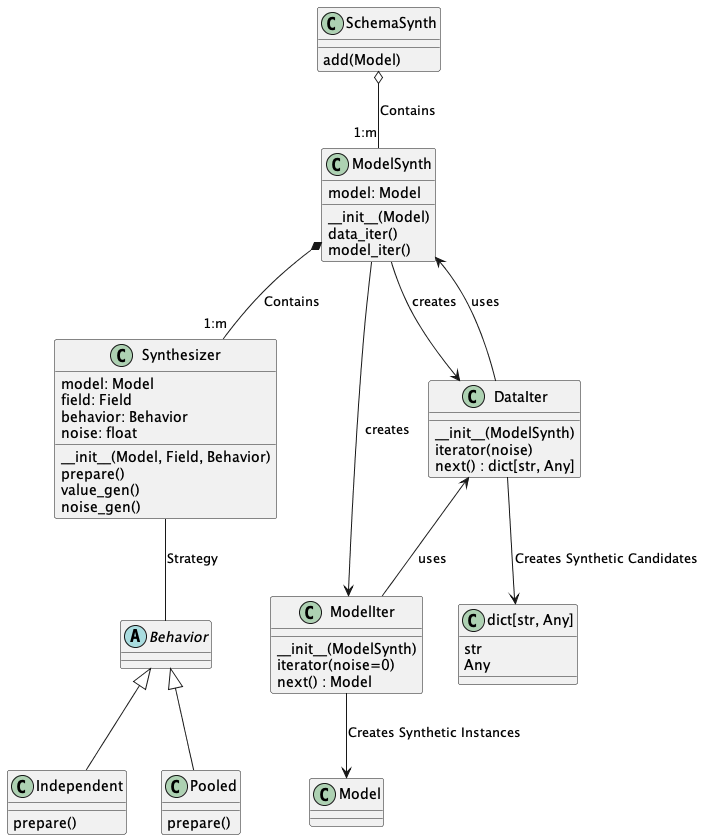 C SchemaSynth
add(Model)
Contains
1:m
C ModelSynth
model: Model
__init__(Model)
data_iter()
model_iter()
Contains
1:m
creates
uses
C Synthesizer
model: Model
field: Field
behavior: Behavior
noise: float
__init__(Model, Field, Behavior)
prepare()
value_gen()
noise_gen()
C DataIter
__init__(ModelSynth)
iterator(noise)
next() : dict[str, Any]
creates
Strategy
uses
Creates Synthetic Candidates
A Behavior
C ModelIter
__init__(ModelSynth)
iterator(noise=0)
next() : Model
C dict[str, Any]
str
Any
Creates Synthetic Instances
C Independent
prepare()
C Pooled
prepare()
C Model